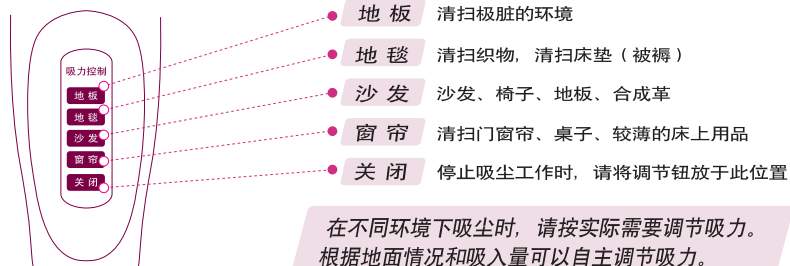 吸力控制
地板
地毯
沙发
窗帘
关闭
地板 清扫极脏的环境
地毯 清扫织物，清扫床垫（被褥）
沙发 沙发、椅子、地板、合成革
窗帘 清扫门窗帘、桌子、较薄的床上用品
关闭 停止吸尘工作时，请将调节钮放于此位置
在不同环境下吸尘时，请按实际需要调节吸力。
根据地面情况和吸入量可以自主调节吸力。